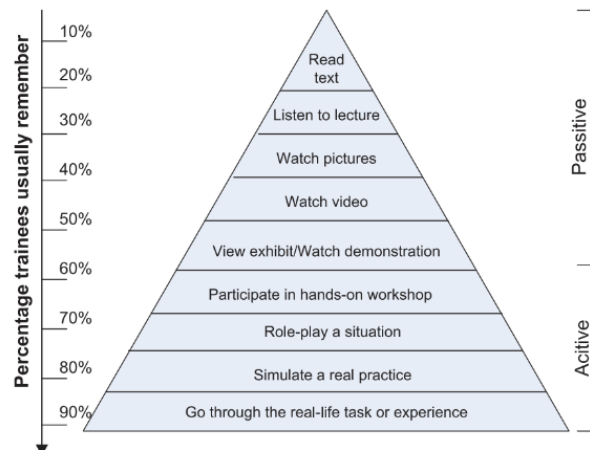 Percentage trainees usually remember
10%
20%
30%
40%
50%
60%
70%
80%
90%
Read
text
Listen to lecture
Watch pictures
Watch video
View exhibit/Watch demonstration
Participate in hands-on workshop
Role-play a situation
Simulate a real practice
Go through the real-life task or experience
Passitive
Acitive